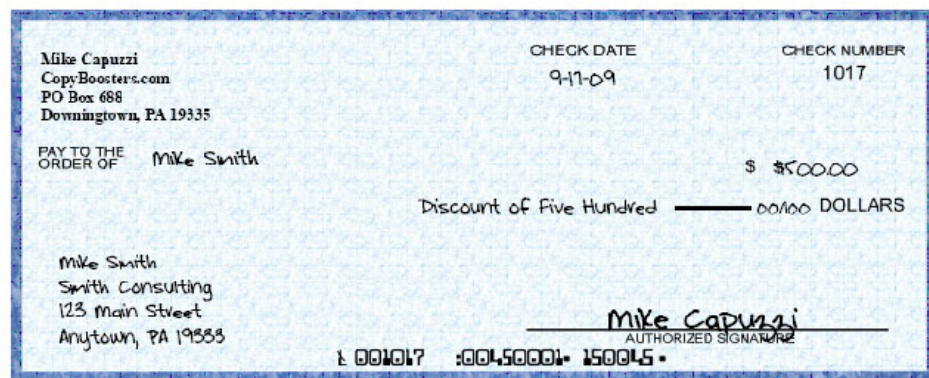 Mike Capuzzi
CopyBoosters.com
PO Box 688
Downingtown, PA 19335
CHECK DATE
9-17-09
CHECK NUMBER
1017
PAY TO THE
ORDER OF Mike Smith
$ $500.00
Discount of Five Hundred 00/100 DOLLARS
Mike Smith
Smith Consulting
123 Main Street
Anytown, PA 19333
Mike Capuzzi
AUTHORIZED SIGNATURE
001017 :00450001 150045